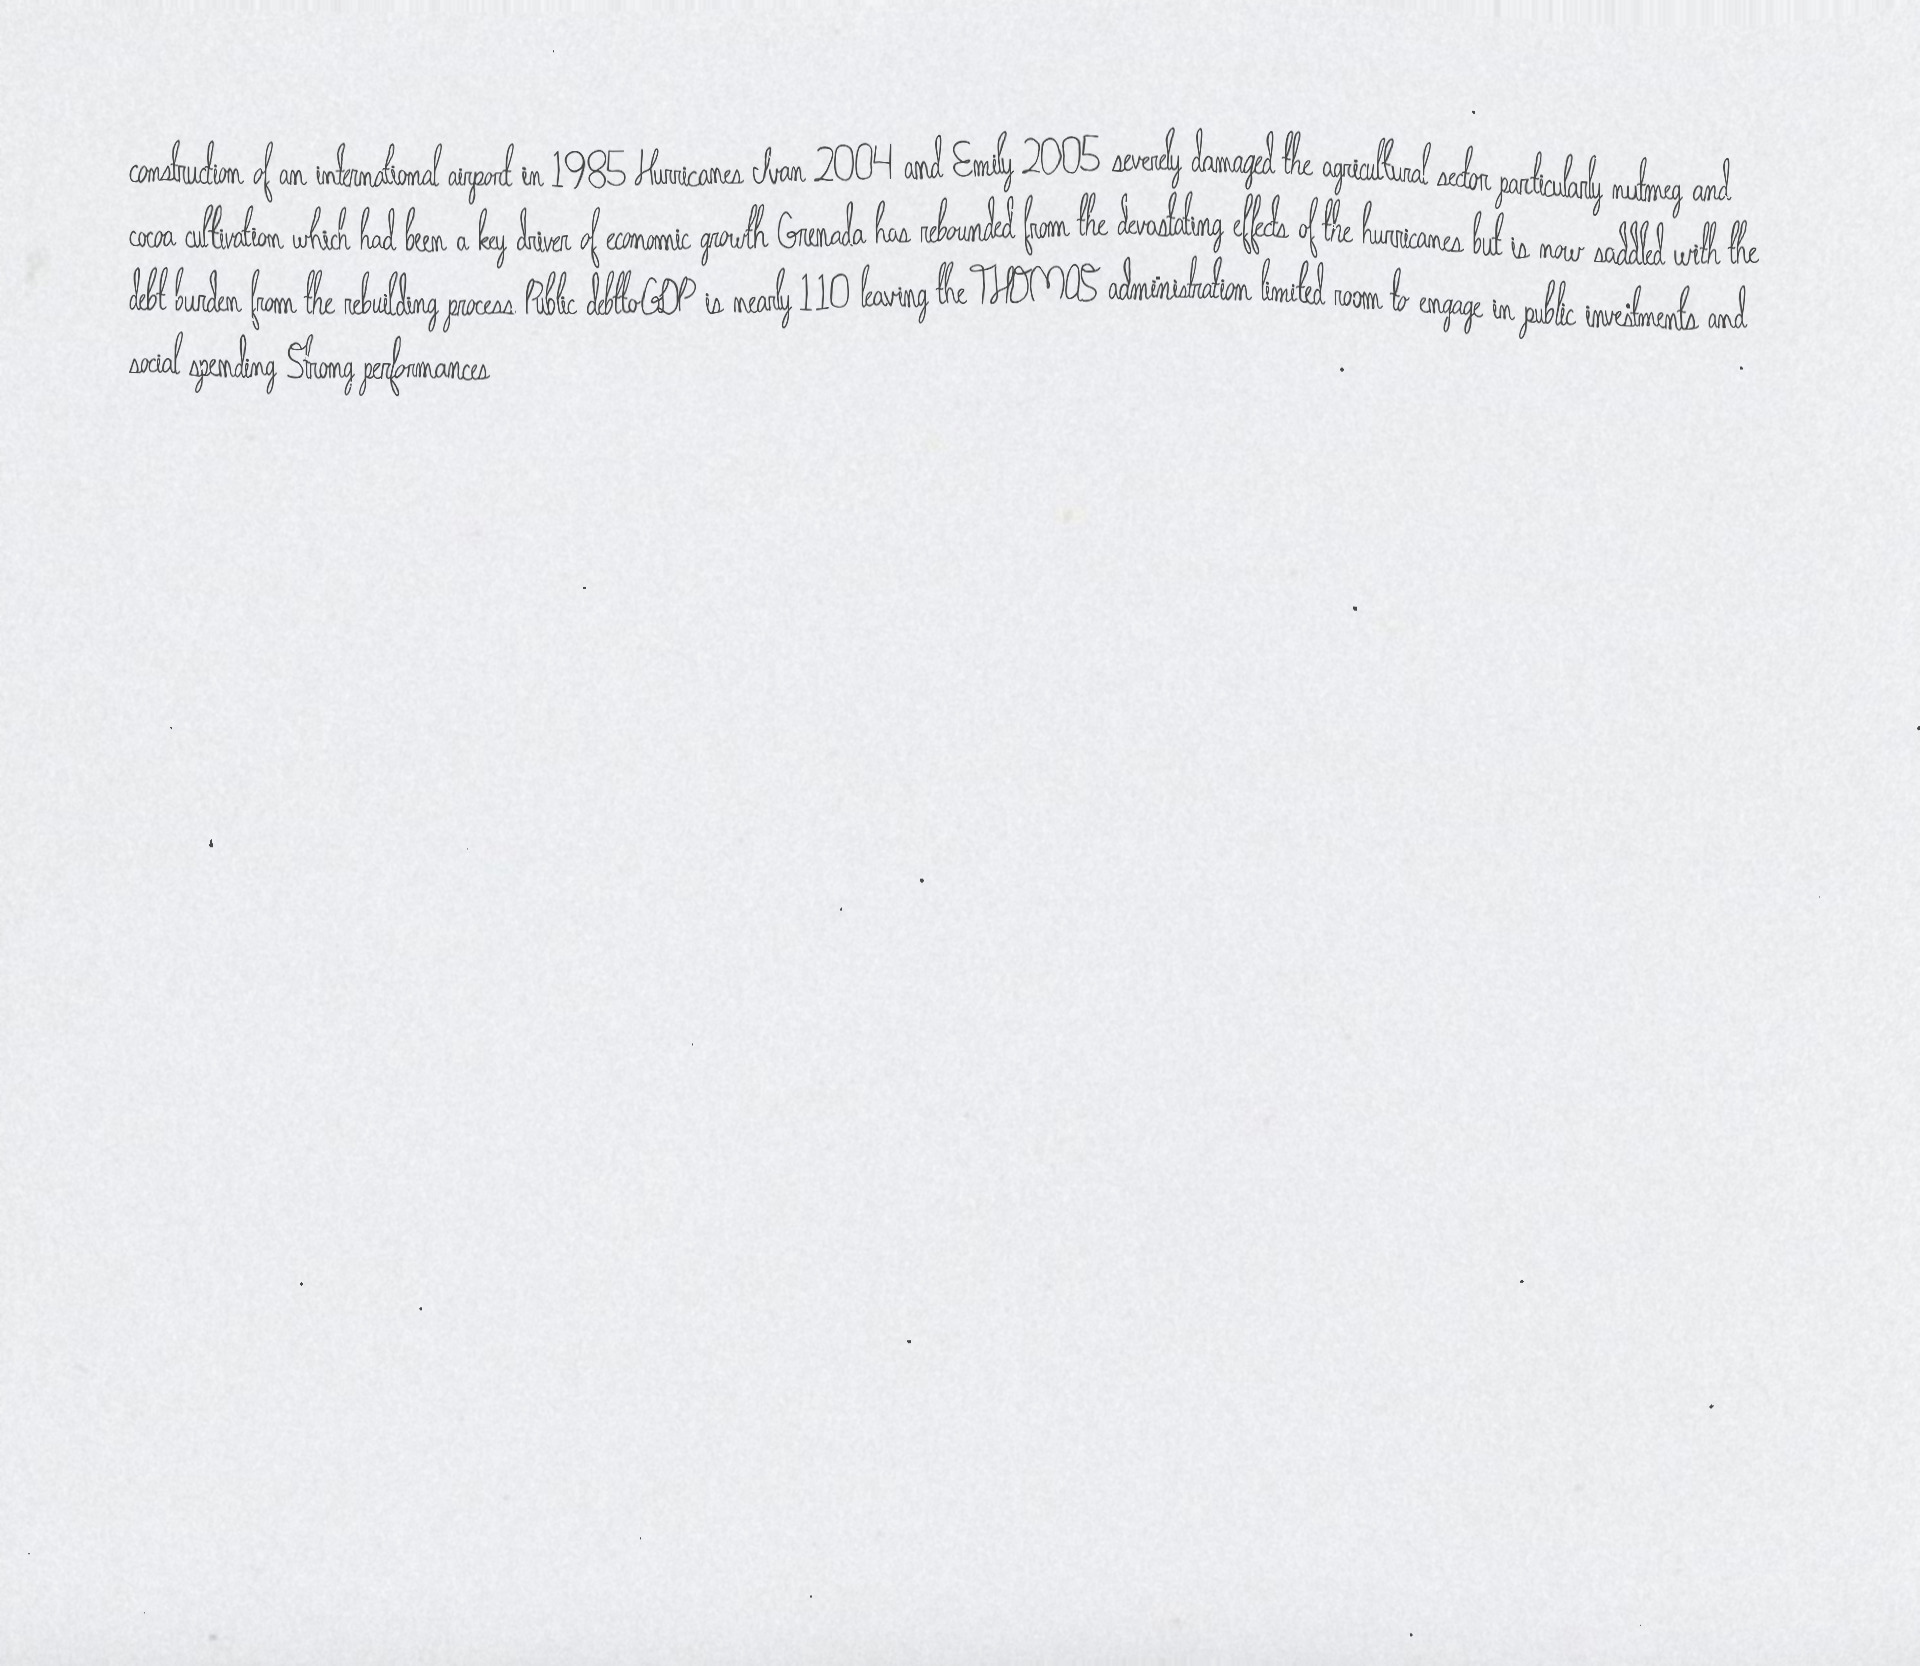 construction of an international airport in 1985 Hurricanes Ivan 2004 and Emily 2005 severely damaged the agricultural sector particularly nutmeg and
cocoa cultivation which had been a key driver of economic growth Grenada has rebounded from the devastating effects of the hurricanes but is now saddled with the
debt burden from the rebuilding process. Public debttoGDP is nearly 110 leaving the THOMAS administration limited room to engage in public investments and
social spending Strong performances